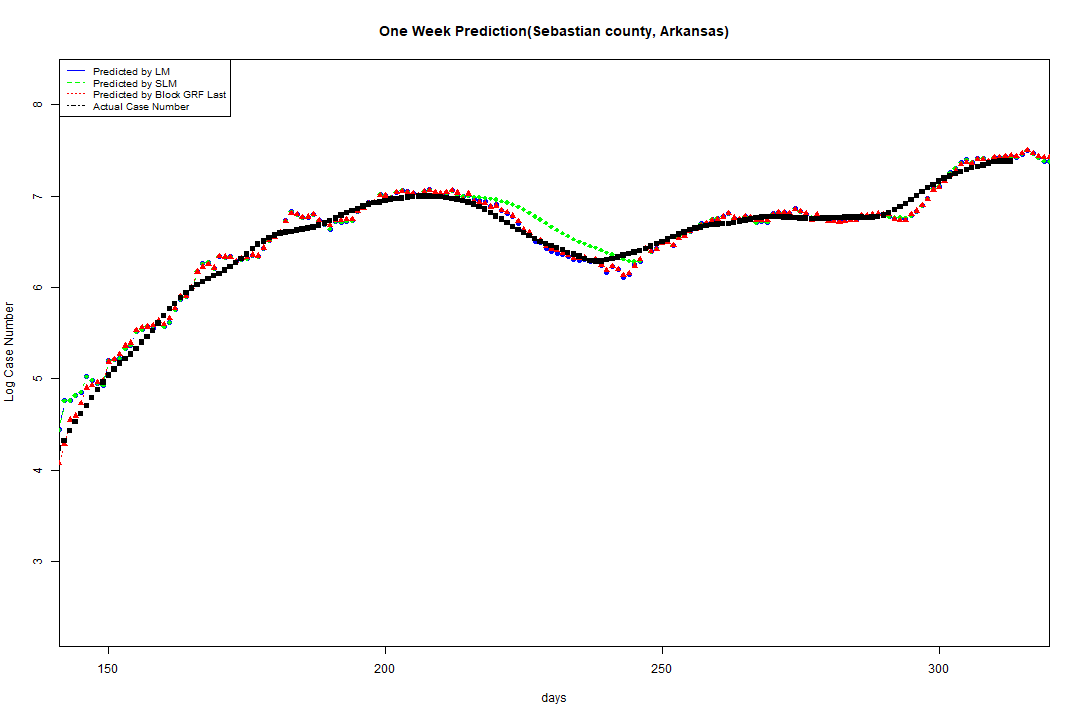 One Week Prediction(Sebastian county, Arkansas)
Predicted by LM
Predicted by SLM
Predicted by Block GRF Last
Actual Case Number
8
7
6
5
4
3
Log Case Number
150
200
250
300
days